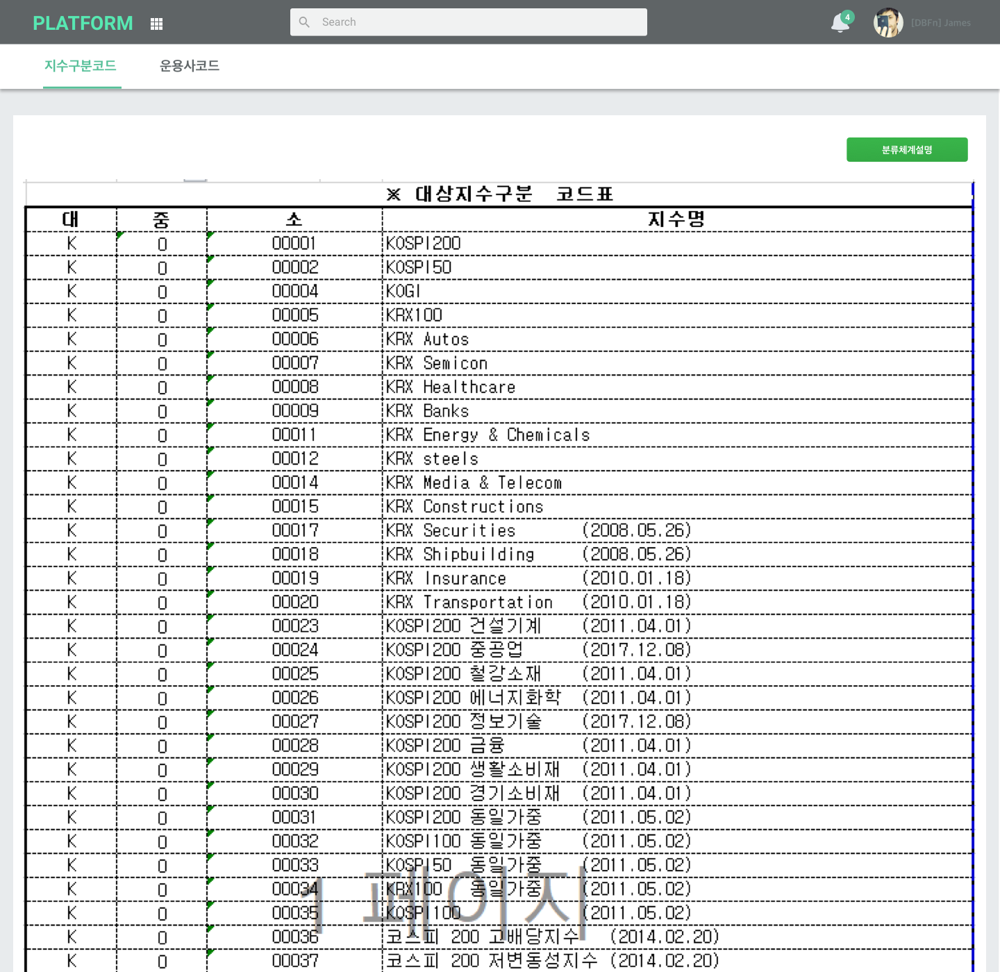 PLATFORM
Search
4
[DBFn] James
지수구분코드 운용사코드
분류체계설명
※ 대상지수구분 코드표
대 중 소 지수명
K 0 00001 KOSPI200
K 0 00002 KOSPI50
K 0 00004 KOGI
K 0 00005 KRX100
K 0 00006 KRX Autos
K 0 00007 KRX Semicon
K 0 00008 KRX Healthcare
K 0 00009 KRX Banks
K 0 00011 KRX Energy & Chemicals
K 0 00012 KRX steels
K 0 00014 KRX Media & Telecom
K 0 00015 KRX Constructions
K 0 00017 KRX Securities (2008.05.26)
K 0 00018 KRX Shipbuilding (2008.05.26)
K 0 00019 KRX Insurance (2010.01.18)
K 0 00020 KRX Transportation (2010.01.18)
K 0 00023 KOSPI200 건설기계 (2011.04.01)
K 0 00024 KOSPI200 중공업 (2017.12.08)
K 0 00025 KOSPI200 철강소재 (2011.04.01)
K 0 00026 KOSPI200 에너지화학 (2011.04.01)
K 0 00027 KOSPI200 정보기술 (2017.12.08)
K 0 00028 KOSPI200 금융 (2011.04.01)
K 0 00029 KOSPI200 생활소비재 (2011.04.01)
K 0 00030 KOSPI200 경기소비재 (2011.04.01)
K 0 00031 KOSPI200 동일가중 (2011.05.02)
K 0 00032 KOSPI100 동일가중 (2011.05.02)
K 0 00033 KOSPI50 동일가중 (2011.05.02)
K 0 00034 KRX100 동일가중 (2011.05.02)
K 0 00035 KOSPI100 (2011.05.02)
1 페이지
K 0 00036 코스피 200 고배당지수 (2014.02.20)
K 0 00037 코스피 200 저변동성지수 (2014.02.20)